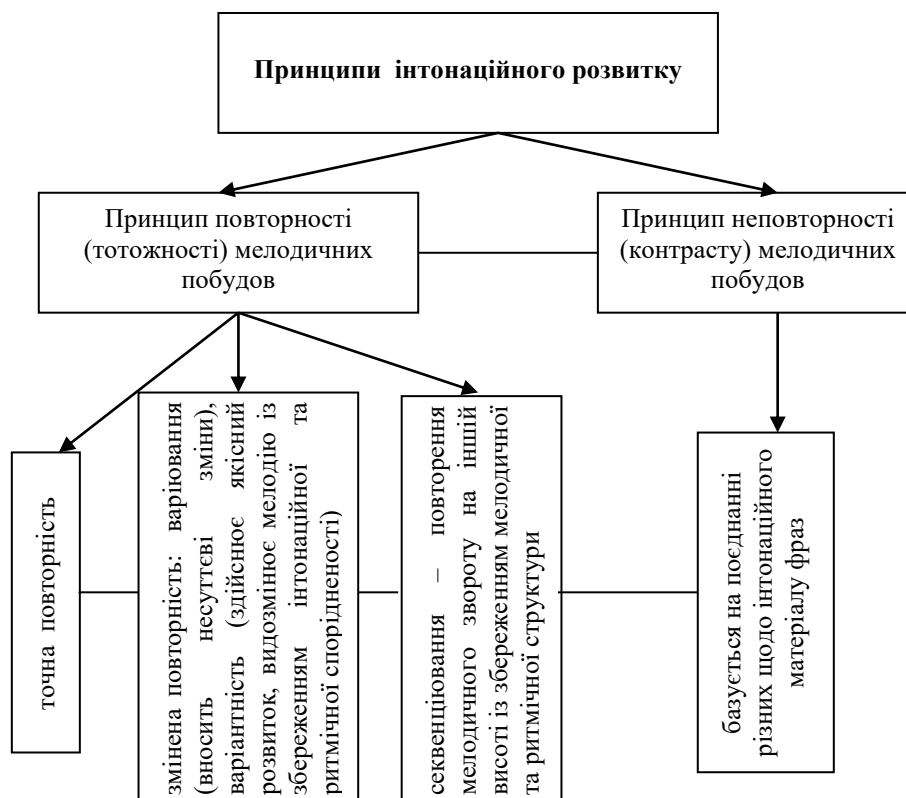 Принципи інтонаційного розвитку
Принцип повторності
(тотожності) мелодичних
побудов
Принцип неповторності
(контрасту) мелодичних
побудов
точна повторність
змінена повторність: варіювання
(вносить несуттєві зміни),
варіантність (здійснює якісний
розвиток, видозмінює мелодію із
збереженням інтонаційної та
ритмічної спорідненості)
секвенціювання – повторення
мелодичного звороту на іншій
висоті із збереженням мелодичної
та ритмічної структури
базується на поєднанні
різних щодо інтонаційного
матеріалу фраз